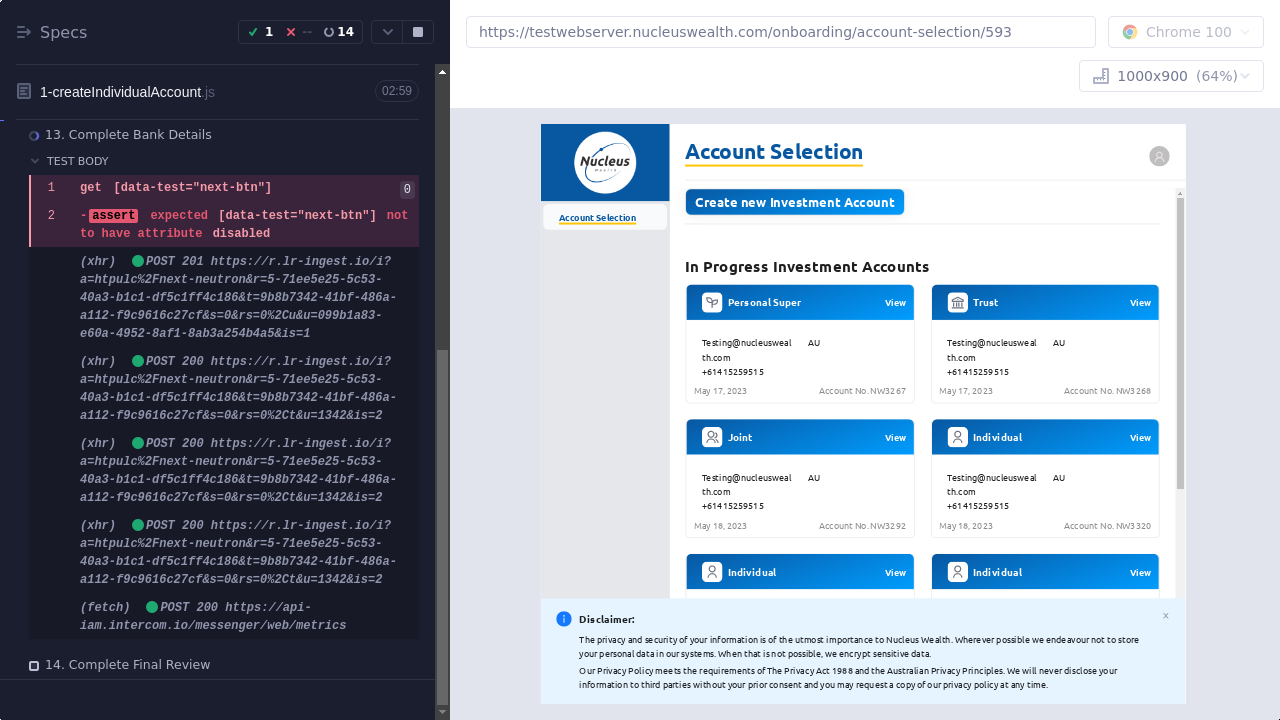 Specs
1
--
14
1-createIndividualAccount.js
02:59
13. Complete Bank Details
TEST BODY
1 get [data-test="next-btn"]
0
2 -assert expected [data-test="next-btn"] not
to have attribute disabled
(xhr) POST 201 https://r.lr-ingest.io/i?
a=htpulc%2Fnext-neutron&r=5-71ee5e25-5c53-
40a3-b1c1-df5c1ff4c186&t=9b8b7342-41bf-486a-
a112-f9c9616c27cf&s=0&rs=0%2Cu&u=099b1a83-
e60a-4952-8af1-8ab3a254b4a5&is=1
(xhr) POST 200 https://r.lr-ingest.io/i?
a=htpulc%2Fnext-neutron&r=5-71ee5e25-5c53-
40a3-b1c1-df5c1ff4c186&t=9b8b7342-41bf-486a-
a112-f9c9616c27cf&s=0&rs=0%2Ct&u=1342&is=2
(xhr) POST 200 https://r.lr-ingest.io/i?
a=htpulc%2Fnext-neutron&r=5-71ee5e25-5c53-
40a3-b1c1-df5c1ff4c186&t=9b8b7342-41bf-486a-
a112-f9c9616c27cf&s=0&rs=0%2Ct&u=1342&is=2
(xhr) POST 200 https://r.lr-ingest.io/i?
a=htpulc%2Fnext-neutron&r=5-71ee5e25-5c53-
40a3-b1c1-df5c1ff4c186&t=9b8b7342-41bf-486a-
a112-f9c9616c27cf&s=0&rs=0%2Ct&u=1342&is=2
(fetch) POST 200 https://api-
iam.intercom.io/messenger/web/metrics
14. Complete Final Review
https://testwebserver.nucleuswealth.com/onboarding/account-selection/593
Chrome 100
1000x900 (64%)
Nucleus
Wealth
Account Selection
Account Selection
Create new Investment Account
In Progress Investment Accounts
Personal Super View
Testing@nucleusweal AU
th.com
+61415259515
May 17, 2023 Account No. NW3267
Trust View
Testing@nucleusweal AU
th.com
+61415259515
May 17, 2023 Account No. NW3268
Joint View
Testing@nucleusweal AU
th.com
+61415259515
May 18, 2023 Account No. NW3292
Individual View
Testing@nucleusweal AU
th.com
+61415259515
May 18, 2023 Account No. NW3320
Individual View
Individual View
Disclaimer:
The privacy and security of your information is of the utmost importance to Nucleus Wealth. Wherever possible we endeavour not to store
your personal data in our systems. When that is not possible, we encrypt sensitive data.
Our Privacy Policy meets the requirements of The Privacy Act 1988 and the Australian Privacy Principles. We will never disclose your
information to third parties without your prior consent and you may request a copy of our privacy policy at any time.